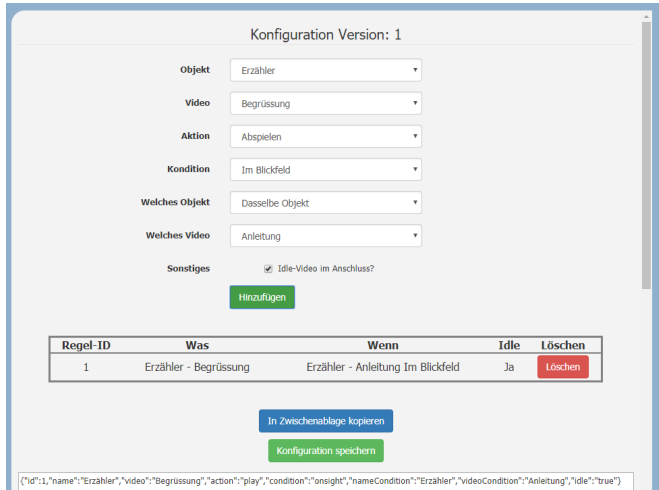 Konfiguration Version: 1
Objekt Erzähler
Video Begrüssung
Aktion Abspielen
Kondition Im Blickfeld
Welches Objekt Dasselbe Objekt
Welches Video Anleitung
Sonstiges Idle-Video im Anschluss?
Hinzufügen
Regel-ID Was Wenn Idle Löschen
1 Erzähler - Begrüssung Erzähler - Anleitung Im Blickfeld Ja Löschen
In Zwischenablage kopieren
Konfiguration speichern
{"id":1,"name":"Erzähler","video":"Begrüssung","action":"play","condition":"onsight","nameCondition":"Erzähler","videoCondition":"Anleitung","idle":"true"}